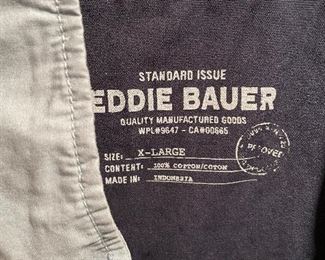 STANDARD ISSUE
EDDIE BAUER
QUALITY MANUFACTURED GOODS
WPL#9647 - CA#00665
SIZE: X-LARGE
CONTENT: 100% COTTON/COTON
MADE IN: INDONESIA